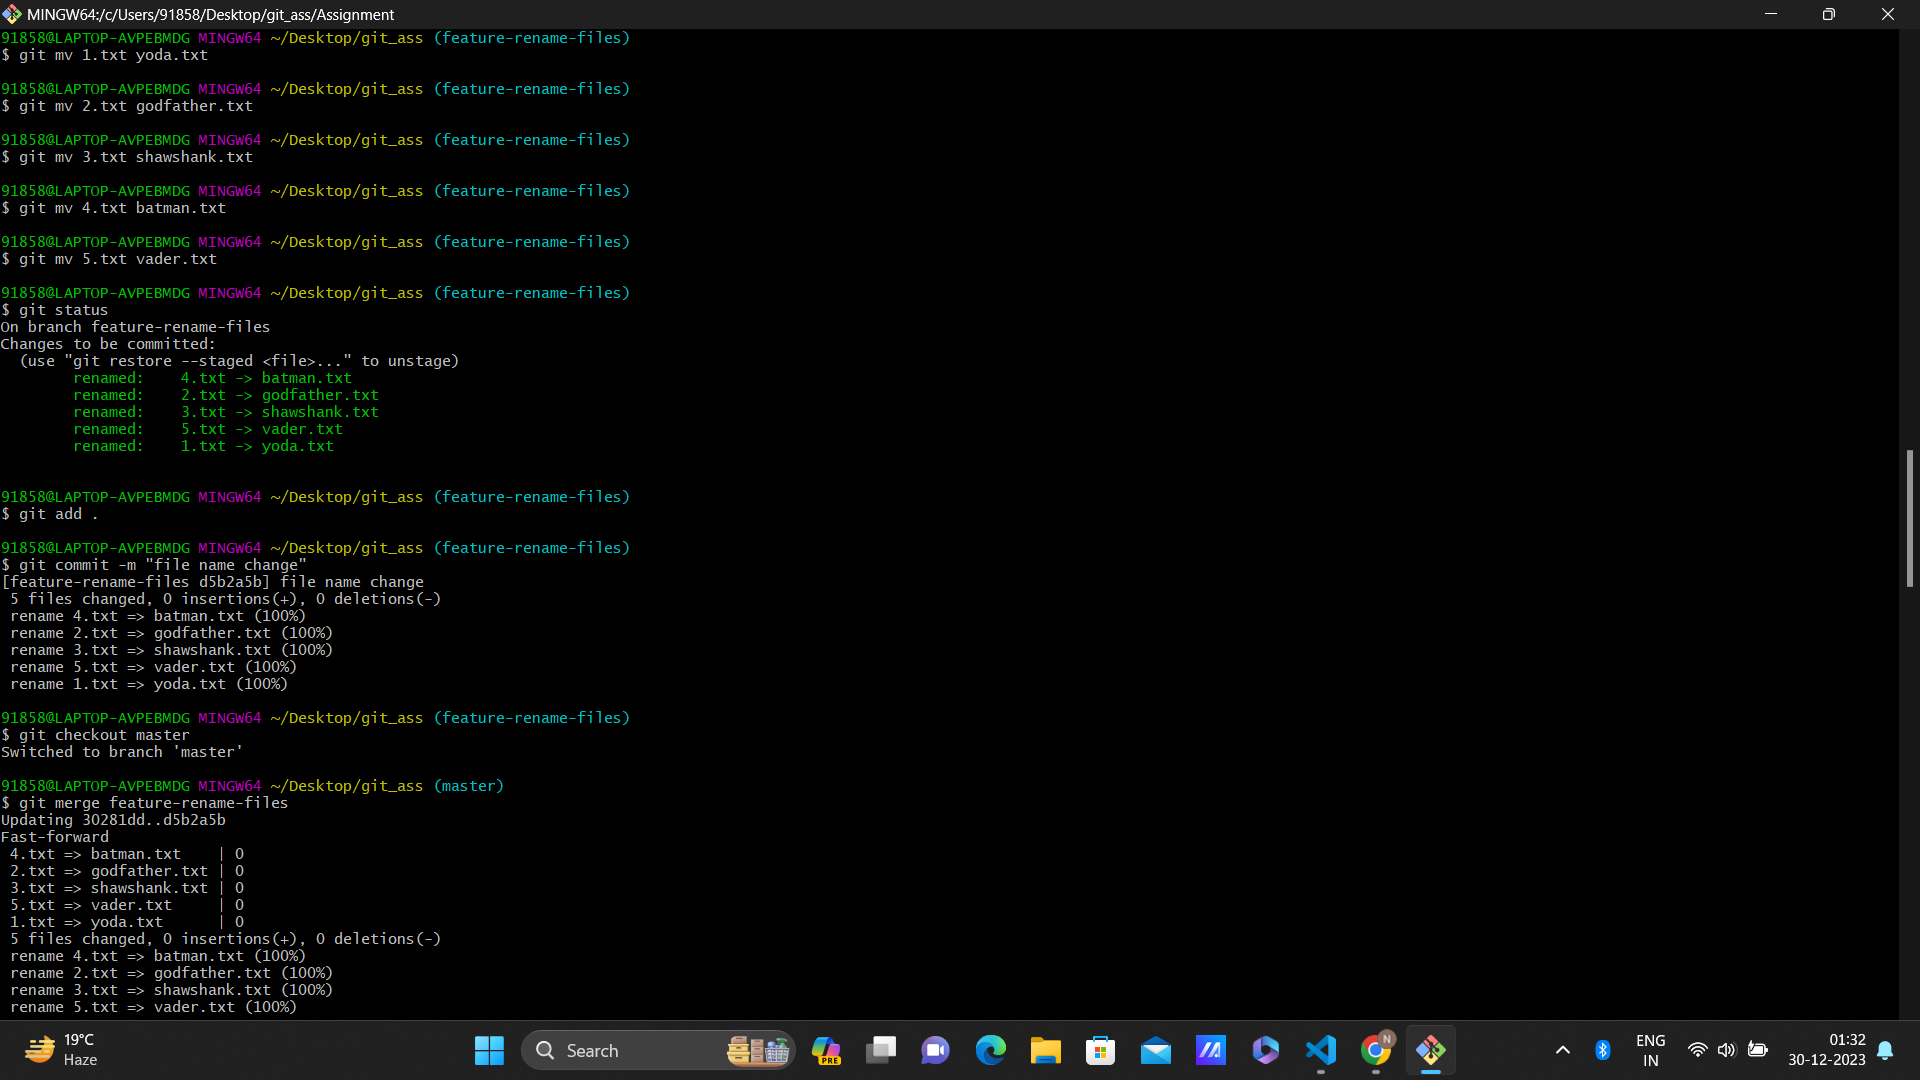 MINGW64:/c/Users/91858/Desktop/git_ass/Assignment
91858@LAPTOP-AVPEBMDG MINGW64 ~/Desktop/git_ass (feature-rename-files)
$ git mv 1.txt yoda.txt
91858@LAPTOP-AVPEBMDG MINGW64 ~/Desktop/git_ass (feature-rename-files)
$ git mv 2.txt godfather.txt
91858@LAPTOP-AVPEBMDG MINGW64 ~/Desktop/git_ass (feature-rename-files)
$ git mv 3.txt shawshank.txt
91858@LAPTOP-AVPEBMDG MINGW64 ~/Desktop/git_ass (feature-rename-files)
$ git mv 4.txt batman.txt
91858@LAPTOP-AVPEBMDG MINGW64 ~/Desktop/git_ass (feature-rename-files)
$ git mv 5.txt vader.txt
91858@LAPTOP-AVPEBMDG MINGW64 ~/Desktop/git_ass (feature-rename-files)
$ git status
On branch feature-rename-files
Changes to be committed:
  (use "git restore --staged <file>..." to unstage)
        renamed:    4.txt -> batman.txt
        renamed:    2.txt -> godfather.txt
        renamed:    3.txt -> shawshank.txt
        renamed:    5.txt -> vader.txt
        renamed:    1.txt -> yoda.txt
91858@LAPTOP-AVPEBMDG MINGW64 ~/Desktop/git_ass (feature-rename-files)
$ git add .
91858@LAPTOP-AVPEBMDG MINGW64 ~/Desktop/git_ass (feature-rename-files)
$ git commit -m "file name change"
[feature-rename-files d5b2a5b] file name change
 5 files changed, 0 insertions(+), 0 deletions(-)
 rename 4.txt => batman.txt (100%)
 rename 2.txt => godfather.txt (100%)
 rename 3.txt => shawshank.txt (100%)
 rename 5.txt => vader.txt (100%)
 rename 1.txt => yoda.txt (100%)
91858@LAPTOP-AVPEBMDG MINGW64 ~/Desktop/git_ass (feature-rename-files)
$ git checkout master
Switched to branch 'master'
91858@LAPTOP-AVPEBMDG MINGW64 ~/Desktop/git_ass (master)
$ git merge feature-rename-files
Updating 30281dd..d5b2a5b
Fast-forward
 4.txt => batman.txt    | 0
 2.txt => godfather.txt | 0
 3.txt => shawshank.txt | 0
 5.txt => vader.txt     | 0
 1.txt => yoda.txt      | 0
 5 files changed, 0 insertions(+), 0 deletions(-)
 rename 4.txt => batman.txt (100%)
 rename 2.txt => godfather.txt (100%)
 rename 3.txt => shawshank.txt (100%)
 rename 5.txt => vader.txt (100%)
19°C
Haze
Search
PRE
N
ENG
IN
01:32
30-12-2023